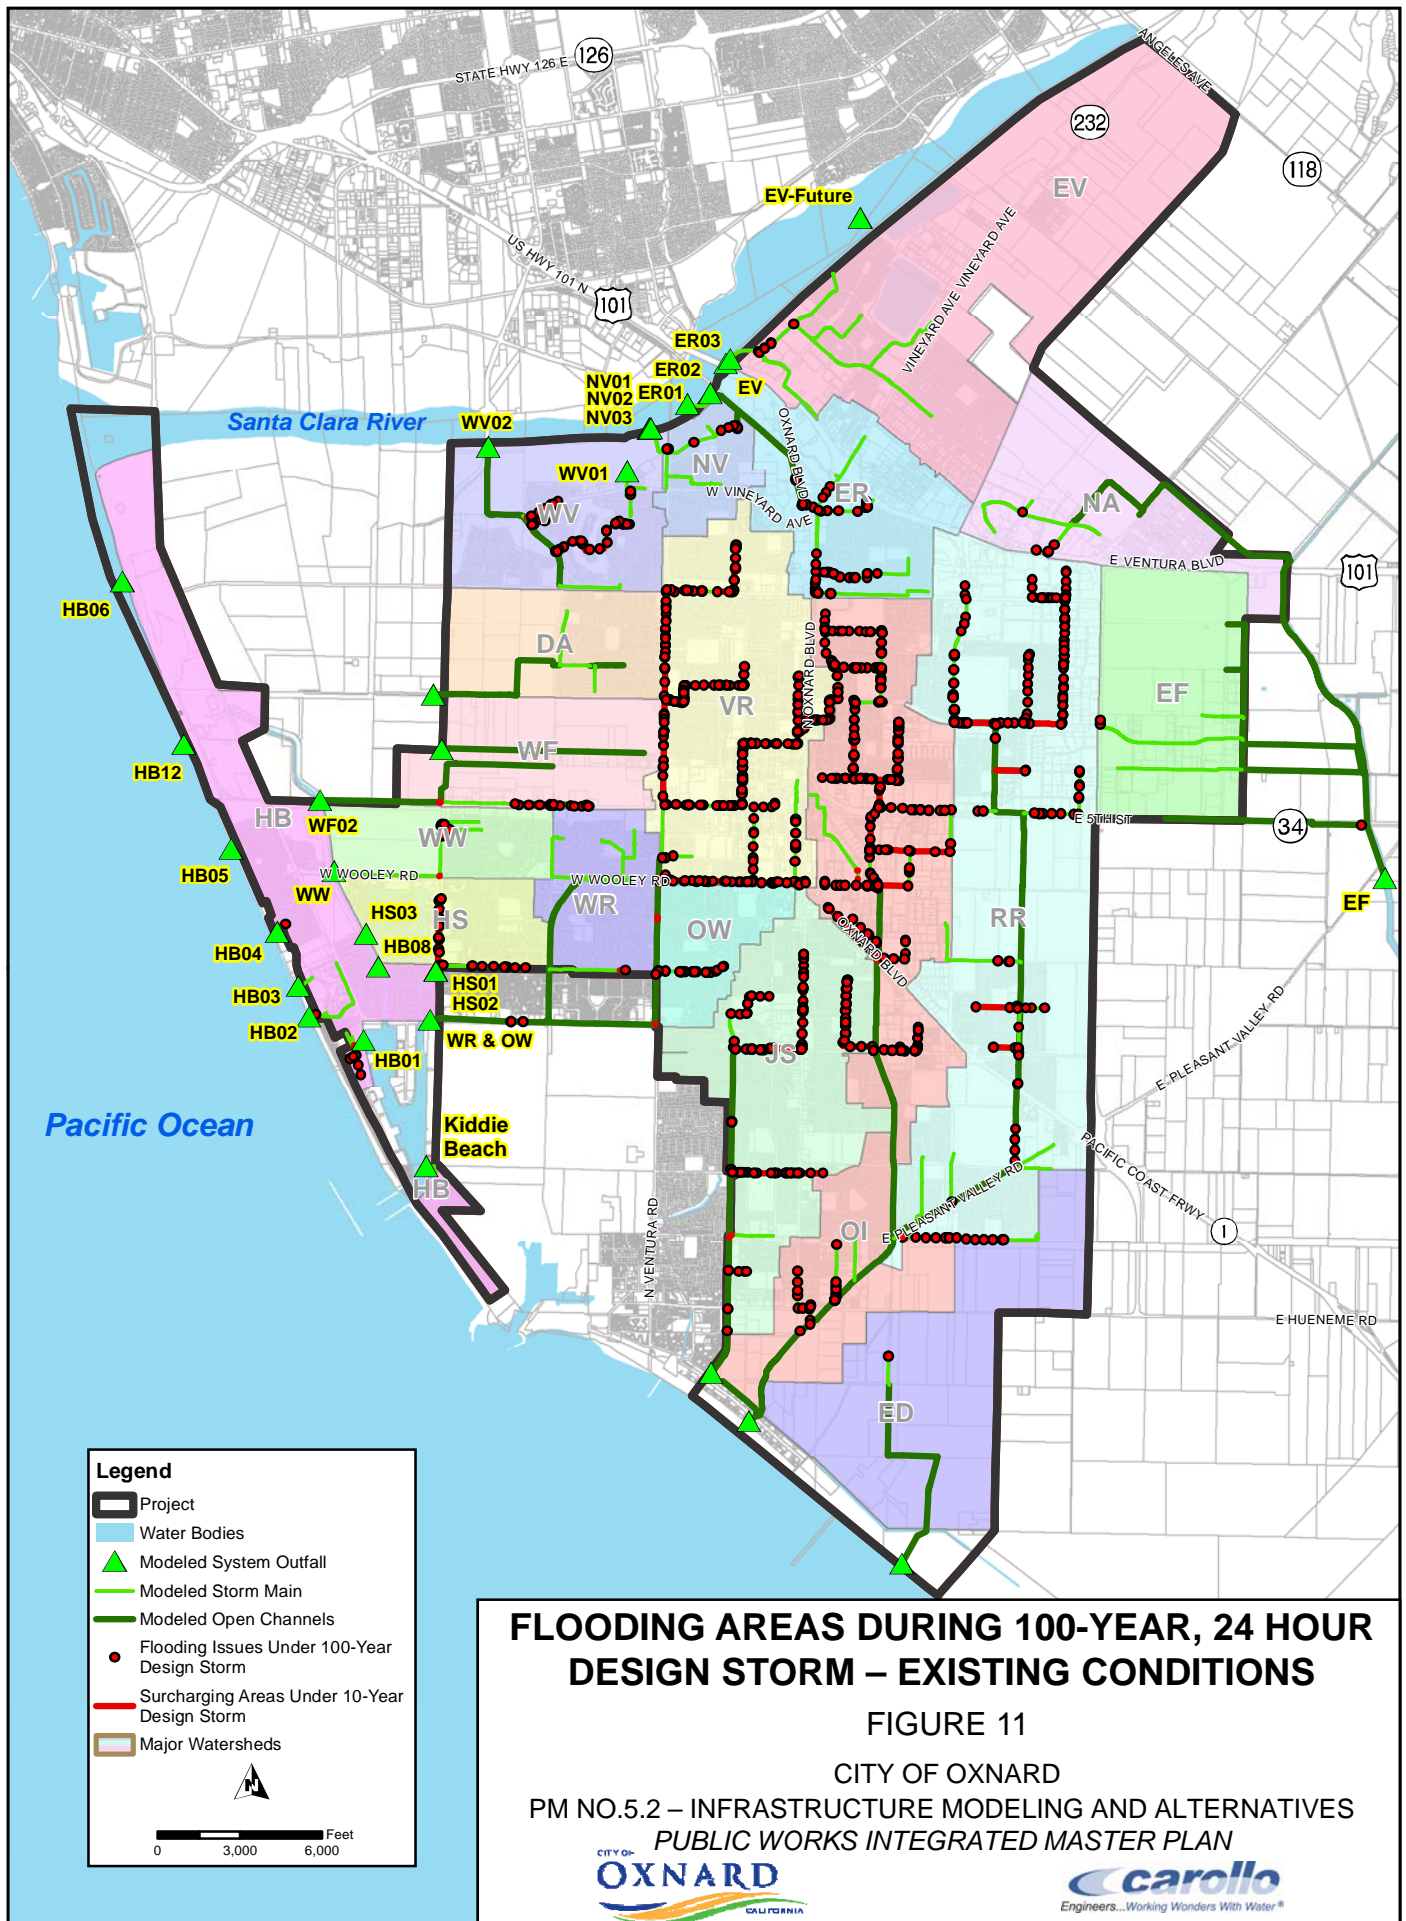 ANGELES AVE
STATE HWY 126 E
126
232
118
EV
EV-Future
US HWY 101 N
101
VINEYARD AVE
VINEYARD AVE
ER03
ER02
EV
NV01
NV02
NV03
ER01
Santa Clara River
WV02
WV01
OXNARD BLVD
NV
W VINEYARD AVE
ER
WV
NA
E VENTURA BLVD
101
HB06
DA
N OXNARD BLVD
VR
EF
WF
HB12
HB
WF02
WW
E 5TH ST
34
HB05
W WOOLEY RD
WW
W WOOLEY RD
WR
EF
HS03
HS
OW
RR
HB04
HB08
OXNARD BLVD
HB03
HS01
HS02
HB02
WR & OW
HB01
JS
E PLEASANT VALLEY RD
Pacific Ocean
Kiddie
Beach
HB
PACIFIC COAST FRWY
E PLEASANT VALLEY RD
N VENTURA RD
OI
1
E HUENEME RD
ED
Legend
Project
Water Bodies
Modeled System Outfall
Modeled Storm Main
Modeled Open Channels
Flooding Issues Under 100-Year
Design Storm
Surcharging Areas Under 10-Year
Design Storm
Major Watersheds
N
Feet
0 3,000 6,000
FLOODING AREAS DURING 100-YEAR, 24 HOUR
DESIGN STORM – EXISTING CONDITIONS
FIGURE 11
CITY OF OXNARD
PM NO.5.2 – INFRASTRUCTURE MODELING AND ALTERNATIVES
PUBLIC WORKS INTEGRATED MASTER PLAN
CITY OF
OXNARD
CALIFORNIA
carollo
Engineers...Working Wonders With Water®